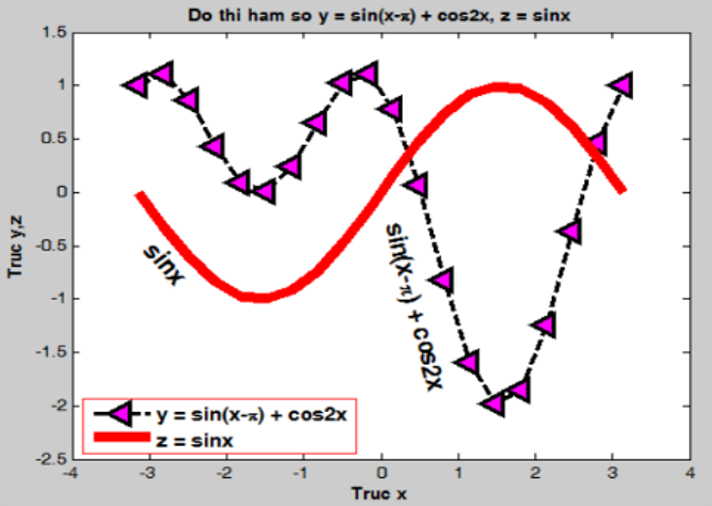 Do thi ham so y = sin(x-π) + cos2x, z = sinx
1.5
1
0.5
0
-0.5
-1
-1.5
-2
-2.5
Truc y,z
sinx
sin(x-π) + cos2x
y = sin(x-π) + cos2x
z = sinx
-4
-3
-2
-1
0
1
2
3
4
Truc x